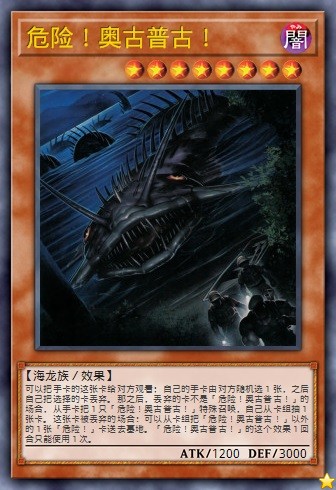 危险！奥古普古！
闇
【海龙族／效果】
可以把手卡的这张卡给对方观看；自己的手卡由对方随机选1张，之后
自己把选择的卡丢弃。那之后，丢弃的卡不是「危险！奥古普古！」
的场合，从手卡把1只「危险！奥古普古！」特殊召唤，自己从卡组抽1
张卡。这张卡被丢弃的场合：可以从卡组把「危险！奥古普古！」以外
的1张「危险！」卡送去墓地。「危险！奥古普古！」的这个效果1回
合只能使用1次。
ATK/1200 DEF/3000